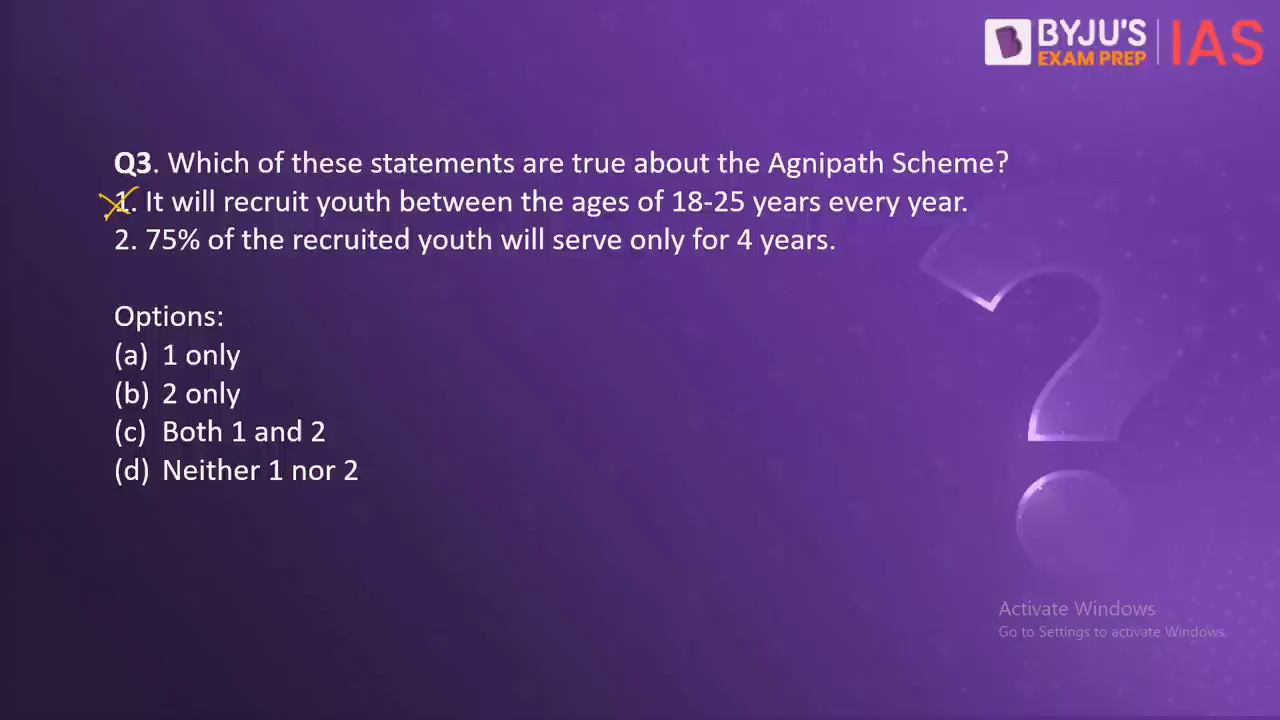 BYJU'S
EXAM PREP
IAS
Q3. Which of these statements are true about the Agnipath Scheme?
1. It will recruit youth between the ages of 18-25 years every year.
2. 75% of the recruited youth will serve only for 4 years.
Options:
(a) 1 only
(b) 2 only
(c) Both 1 and 2
(d) Neither 1 nor 2
Activate Windows
Go to Settings to activate Windows.